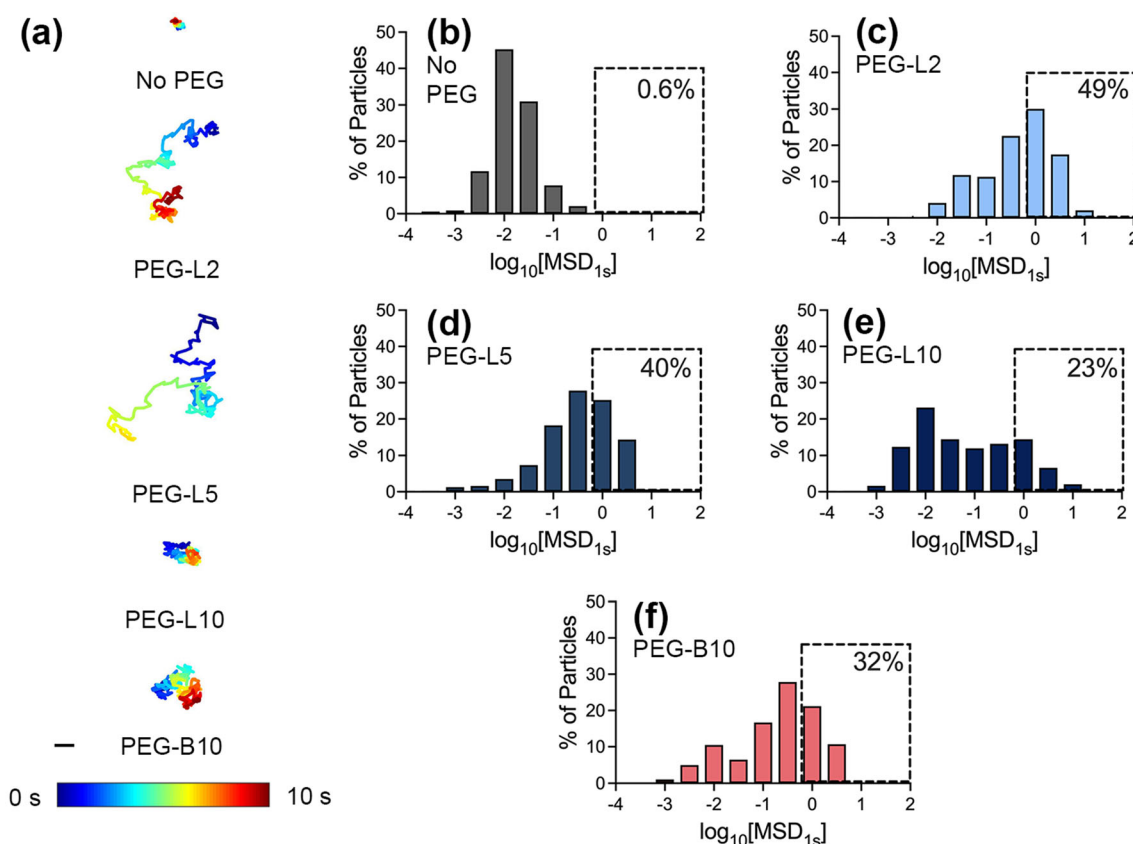 (a)
No PEG
PEG-L2
PEG-L5
PEG-L10
PEG-B10
0 s
10 s
(b)
No
PEG
0.6%
% of Particles
50
40
30
20
10
0
-4 -3 -2 -1 0 1 2
log10[MSD1s]
(c)
PEG-L2
49%
% of Particles
50
40
30
20
10
0
-4 -3 -2 -1 0 1 2
log10[MSD1s]
(d)
PEG-L5
40%
% of Particles
50
40
30
20
10
0
-4 -3 -2 -1 0 1 2
log10[MSD1s]
(e)
PEG-L10
23%
% of Particles
50
40
30
20
10
0
-4 -3 -2 -1 0 1 2
log10[MSD1s]
(f)
PEG-B10
32%
% of Particles
50
40
30
20
10
0
-4 -3 -2 -1 0 1 2
log10[MSD1s]